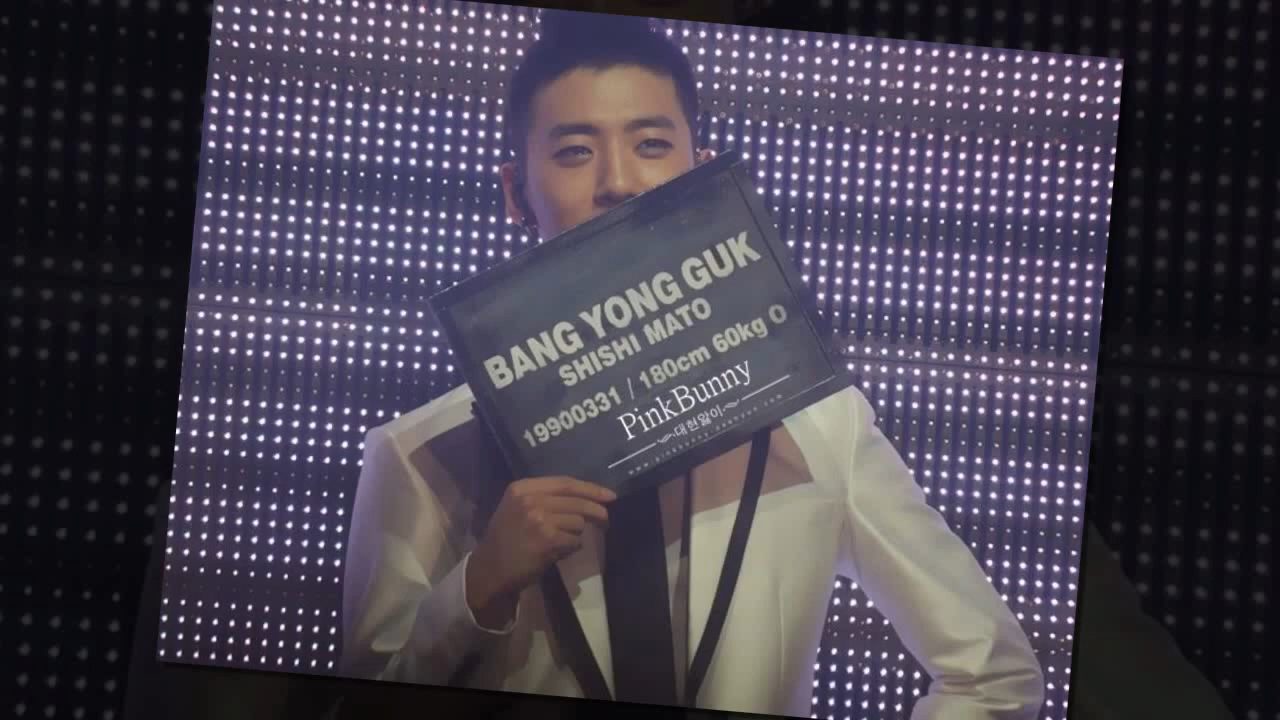 BANG YONG GUK
SHISHI MATO
19900331 / 180cm 60kg O
PinkBunny
대현앓이